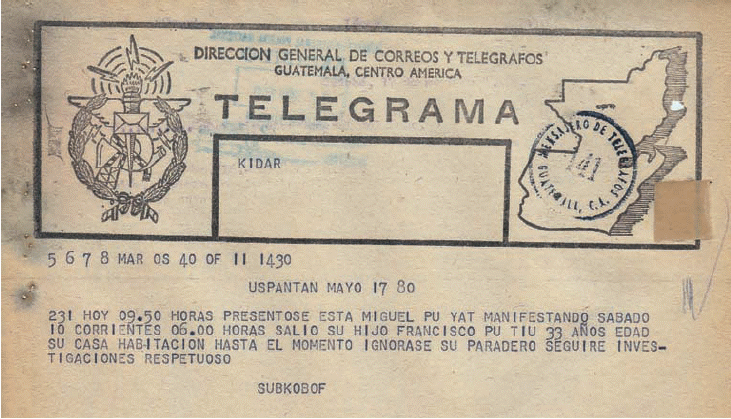 DIRECCION GENERAL DE CORREOS Y TELEGRAFOS
GUATEMALA, CENTRO AMERICA
TELEGRAMA
MENSAJERO DE TELEGRAFOS
141
GUATEMALA, C.A.
KIDAR
5 6 7 8 MAR OS 40 OF 11 1430
USPANTAN MAYO 17 80
231 HOY 09.50 HORAS PRESENTOSE ESTA MIGUEL PU YAT MANIFESTANDO SABADO
10 CORRIENTES 06.00 HORAS SALIO SU HIJO FRANCISCO PU TIU 33 AÑOS EDAD
SU CASA HABITACION HASTA EL MOMENTO IGNORASE SU PARADERO SEGUIRE INVES-
TIGACIONES RESPETUOSO
SUBKOBOF